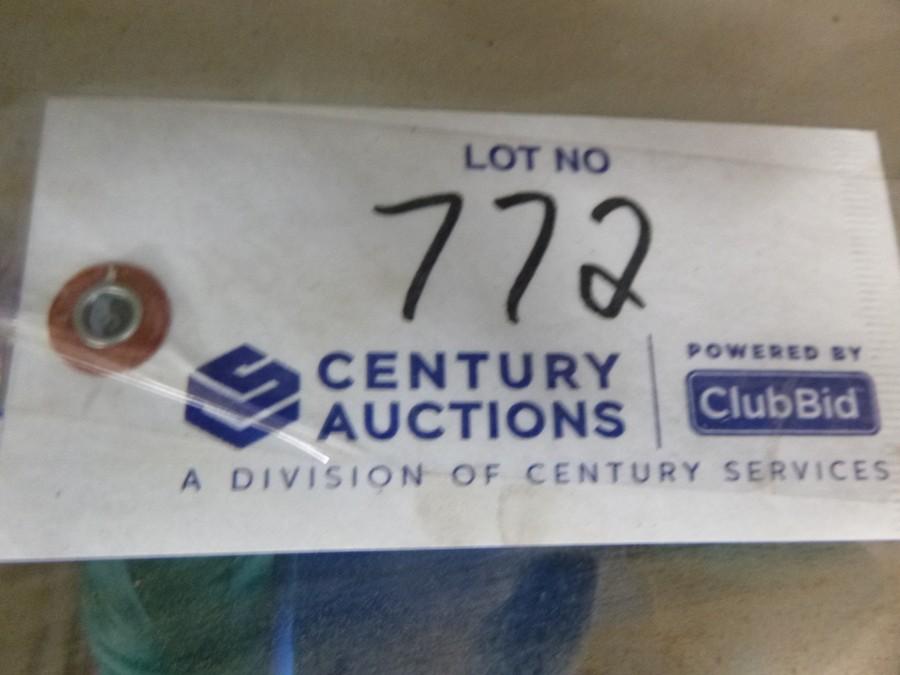 LOT NO
772
CENTURY
AUCTIONS
POWERED BY
ClubBid
A DIVISION OF CENTURY SERVICES